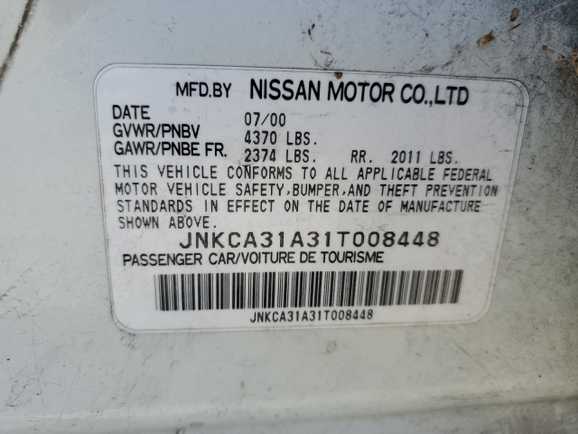 MFD.BY NISSAN MOTOR CO.,LTD
DATE 07/00
GVWR/PNBV 4370 LBS.
GAWR/PNBE FR. 2374 LBS. RR. 2011 LBS.
THIS VEHICLE CONFORMS TO ALL APPLICABLE FEDERAL
MOTOR VEHICLE SAFETY,BUMPER,AND THEFT PREVENTION
STANDARDS IN EFFECT ON THE DATE OF MANUFACTURE
SHOWN ABOVE.
JNKCA31A31T008448
PASSENGER CAR/VOITURE DE TOURISME
JNKCA31A31T008448